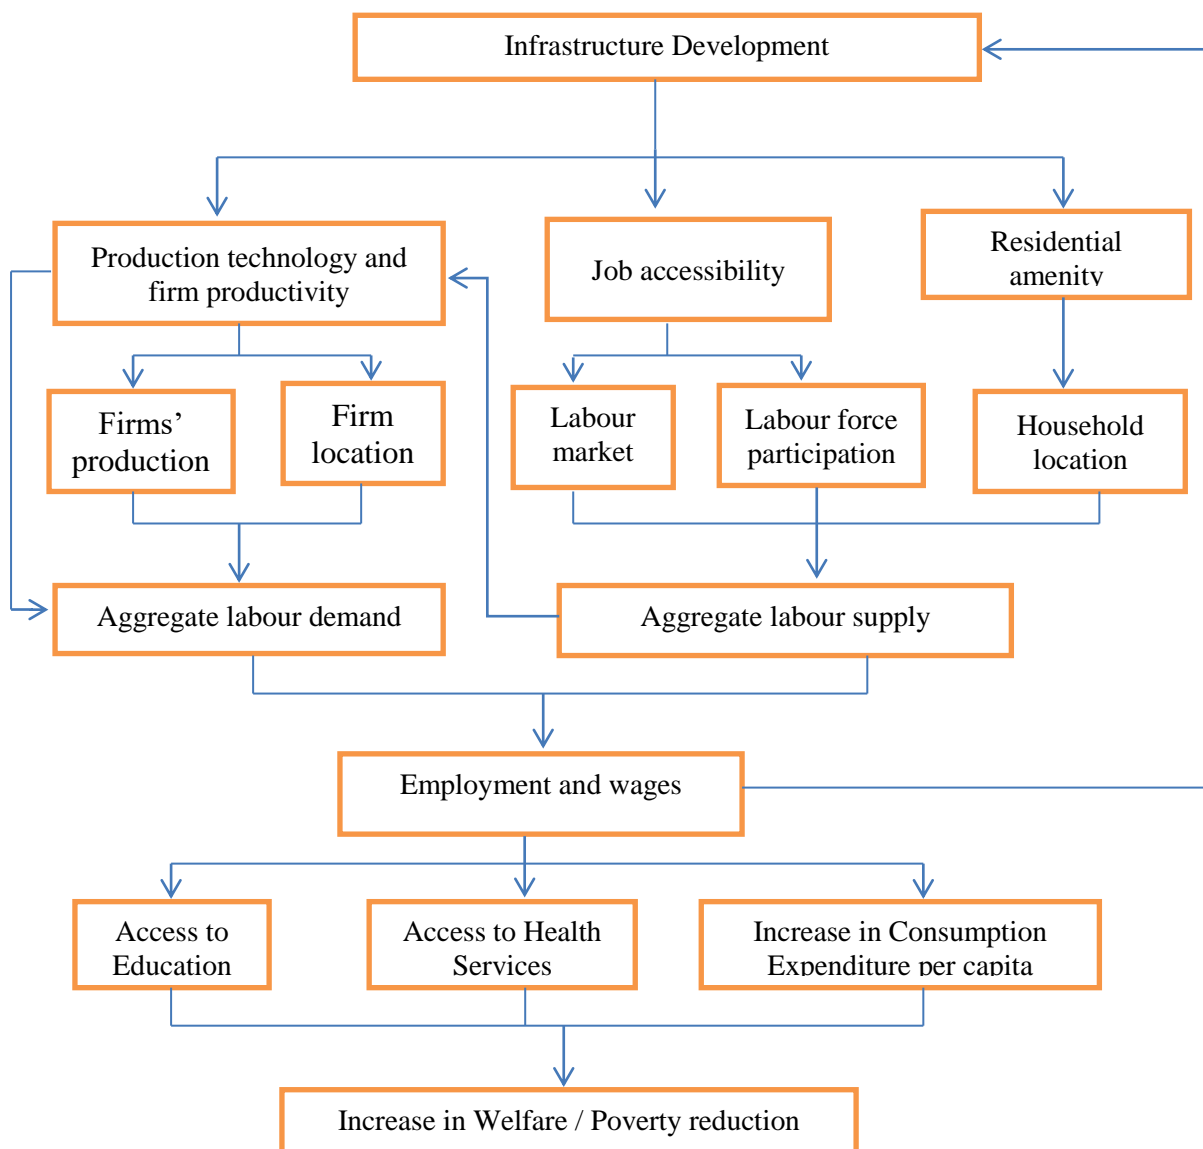 Infrastructure Development
Production technology and
firm productivity
Job accessibility
Residential
amenity
Firms’
production
Firm
location
Labour
market
Labour force
participation
Household
location
Aggregate labour demand
Aggregate labour supply
Employment and wages
Access to
Education
Access to Health
Services
Increase in Consumption
Expenditure per capita
Increase in Welfare / Poverty reduction